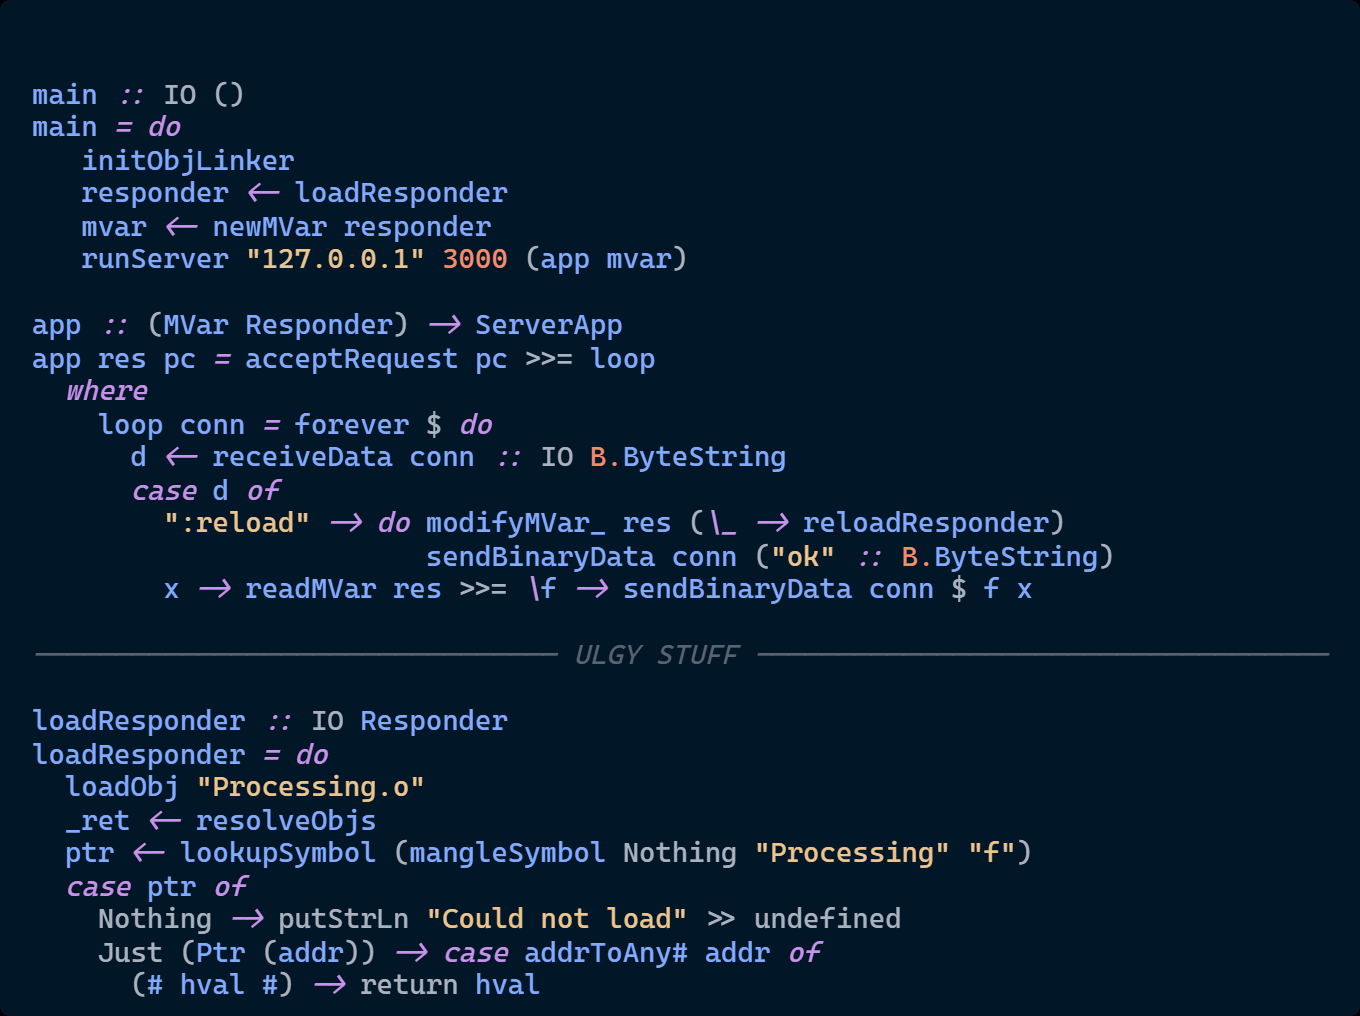 main :: IO ()
main = do
   initObjLinker
   responder <- loadResponder
   mvar <- newMVar responder
   runServer "127.0.0.1" 3000 (app mvar)
app :: (MVar Responder) -> ServerApp
app res pc = acceptRequest pc >>= loop
  where
    loop conn = forever $ do
      d <- receiveData conn :: IO B.ByteString
      case d of
        ":reload" -> do modifyMVar_ res (\_ -> reloadResponder)
                        sendBinaryData conn ("ok" :: B.ByteString)
        x -> readMVar res >>= \f -> sendBinaryData conn $ f x
-------------------------------- ULGY STUFF -----------------------------------
loadResponder :: IO Responder
loadResponder = do
  loadObj "Processing.o"
  _ret <- resolveObjs
  ptr <- lookupSymbol (mangleSymbol Nothing "Processing" "f")
  case ptr of
    Nothing -> putStrLn "Could not load" >> undefined
    Just (Ptr (addr)) -> case addrToAny# addr of
      (# hval #) -> return hval